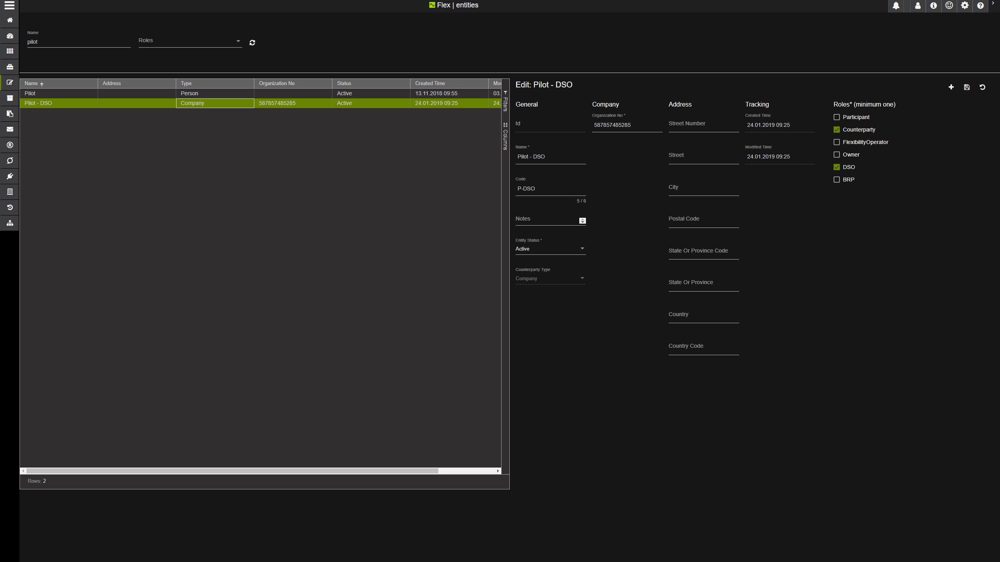 Flex | entities
Name
pilot
Roles
Name Address Type Organization No Status Created Time Mod
Pilot Person Active 13.11.2018 09:55 03.
Pilot - DSO Company 587857485285 Active 24.01.2019 09:25 24.
Filters
Columns
Rows: 2
Edit: Pilot - DSO
General
Id
Name *
Pilot - DSO
Code
P-DSO
5 / 6
Notes
Entity Status *
Active
Counterparty Type
Company
Company
Organization No *
587857485285
Address
Street Number
Street
City
Postal Code
State Or Province Code
State Or Province
Country
Country Code
Tracking
Created Time
24.01.2019 09:25
Modified Time
24.01.2019 09:25
Roles* (minimum one)
Participant
Counterparty
FlexibilityOperator
Owner
DSO
BRP